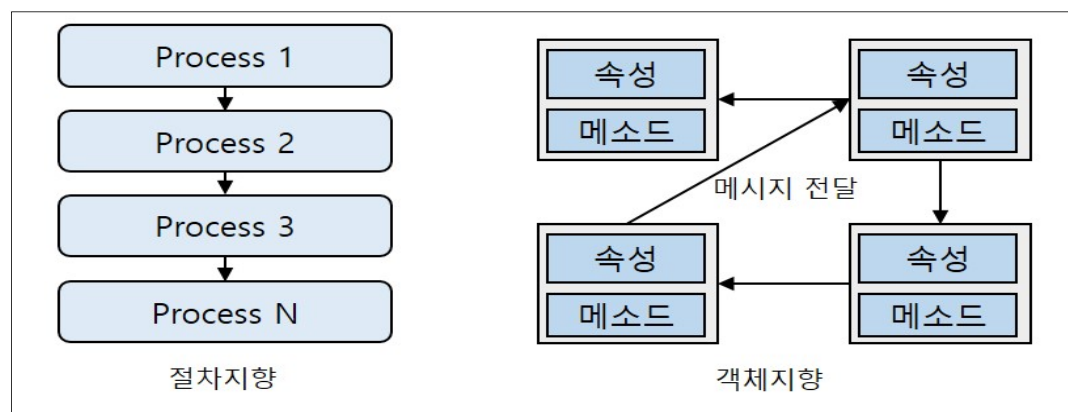 Process 1
Process 2
Process 3
Process N
절차지향
속성
메소드
속성
메소드
메시지 전달
속성
메소드
속성
메소드
객체지향